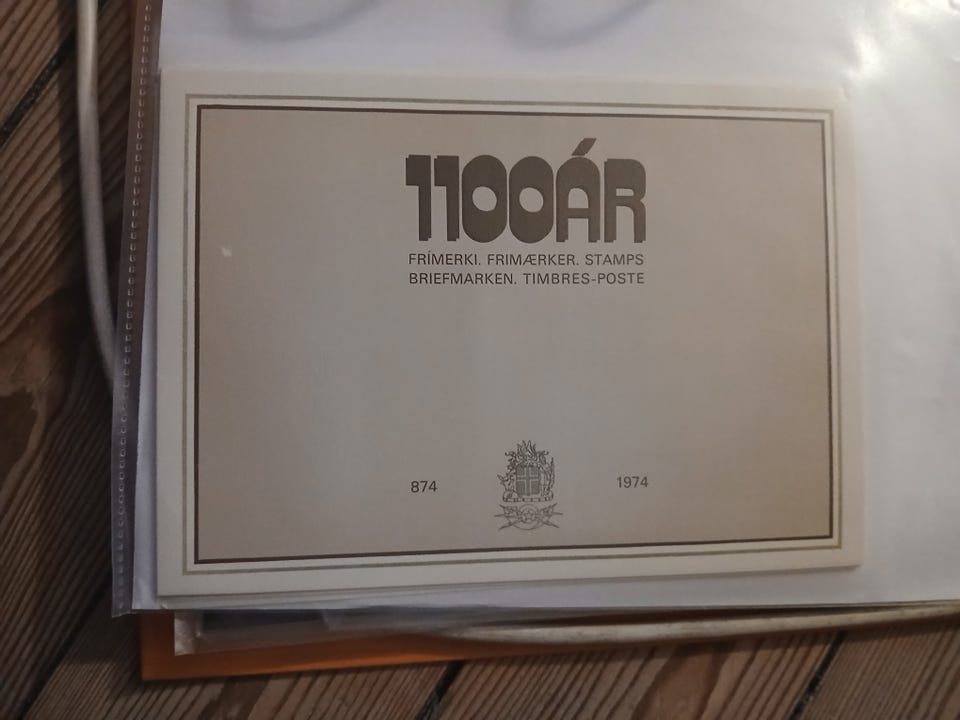 1100ÁR
FRÍMERKI. FRIMÆRKER. STAMPS
BRIEFMARKEN. TIMBRES-POSTE
874 1974